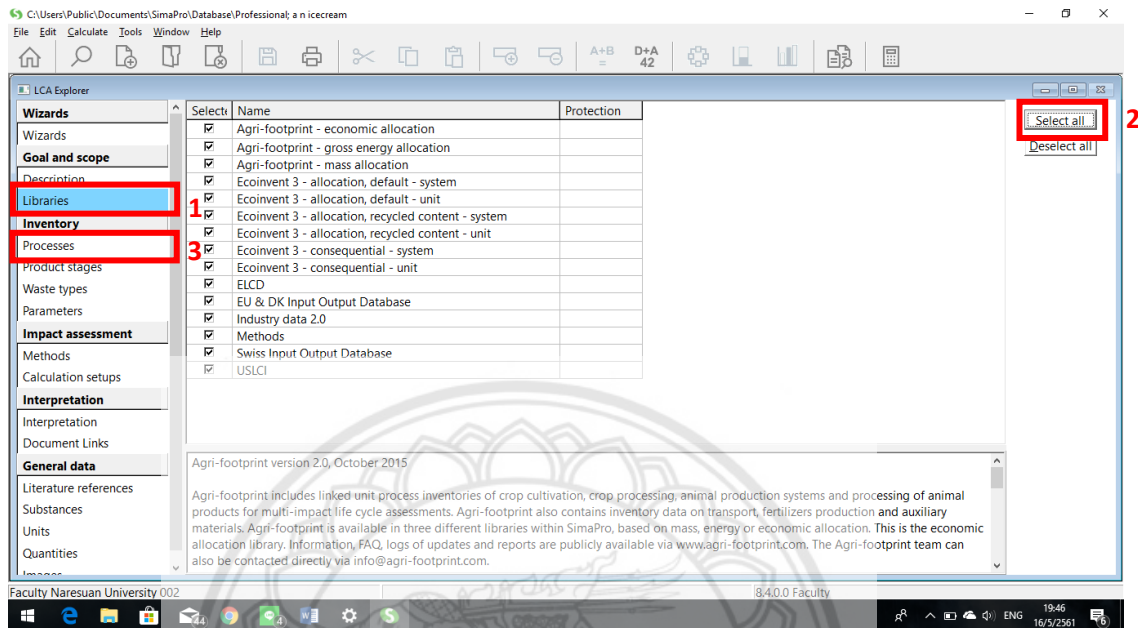 C:\Users\Public\Documents\SimaPro\Database\Professional; a n icecream
File Edit Calculate Tools Window Help
A+B =
D+A 42
LCA Explorer
Wizards
Wizards
Goal and scope
Description
Libraries
Inventory
Processes
Product stages
Waste types
Parameters
Impact assessment
Methods
Calculation setups
Interpretation
Interpretation
Document Links
General data
Literature references
Substances
Units
Quantities
Images
1
3
Selecte Name Protection
Agri-footprint - economic allocation
Agri-footprint - gross energy allocation
Agri-footprint - mass allocation
Ecoinvent 3 - allocation, default - system
Ecoinvent 3 - allocation, default - unit
Ecoinvent 3 - allocation, recycled content - system
Ecoinvent 3 - allocation, recycled content - unit
Ecoinvent 3 - consequential - system
Ecoinvent 3 - consequential - unit
ELCD
EU & DK Input Output Database
Industry data 2.0
Methods
Swiss Input Output Database
USLCI
Select all
2
Deselect all
Agri-footprint version 2.0, October 2015
Agri-footprint includes linked unit process inventories of crop cultivation, crop processing, animal production systems and processing of animal
products for multi-impact life cycle assessments. Agri-footprint also contains inventory data on transport, fertilizers production and auxiliary
materials. Agri-footprint is available in three different libraries within SimaPro, based on mass, energy or economic allocation. This is the economic
allocation library. Information, FAQ, logs of updates and reports are publicly available via www.agri-footprint.com. The Agri-footprint team can
also be contacted directly via info@agri-footprint.com.
Faculty Naresuan University 002
8.4.0.0 Faculty
44
4
ENG
19:46
16/5/2561
6